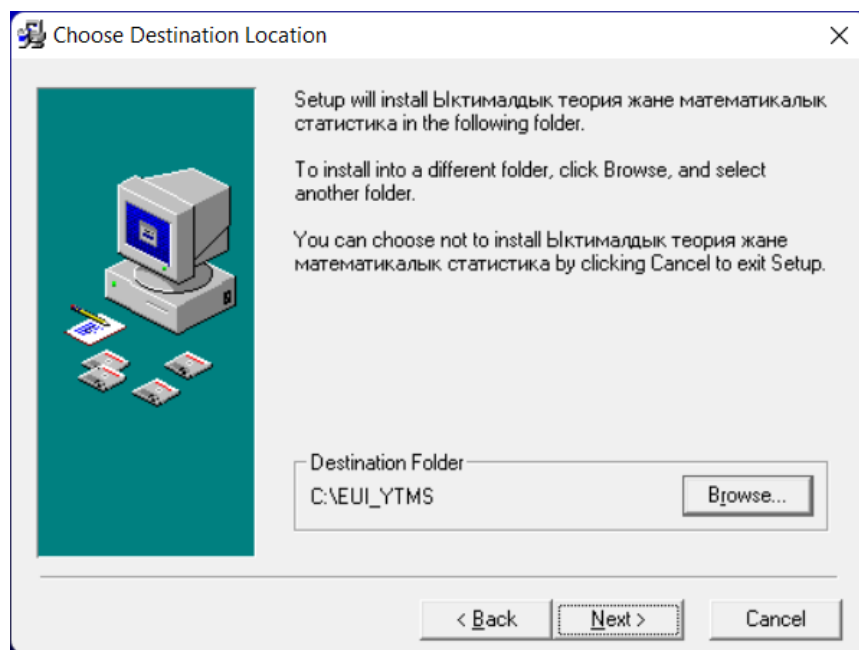 Choose Destination Location
Setup will install Ыктималдык теория жане математикалык
статистика in the following folder.
To install into a different folder, click Browse, and select
another folder.
You can choose not to install Ыктималдык теория жане
математикалык статистика by clicking Cancel to exit Setup.
Destination Folder
C:\EUI_YTMS
Browse...
< Back
Next >
Cancel